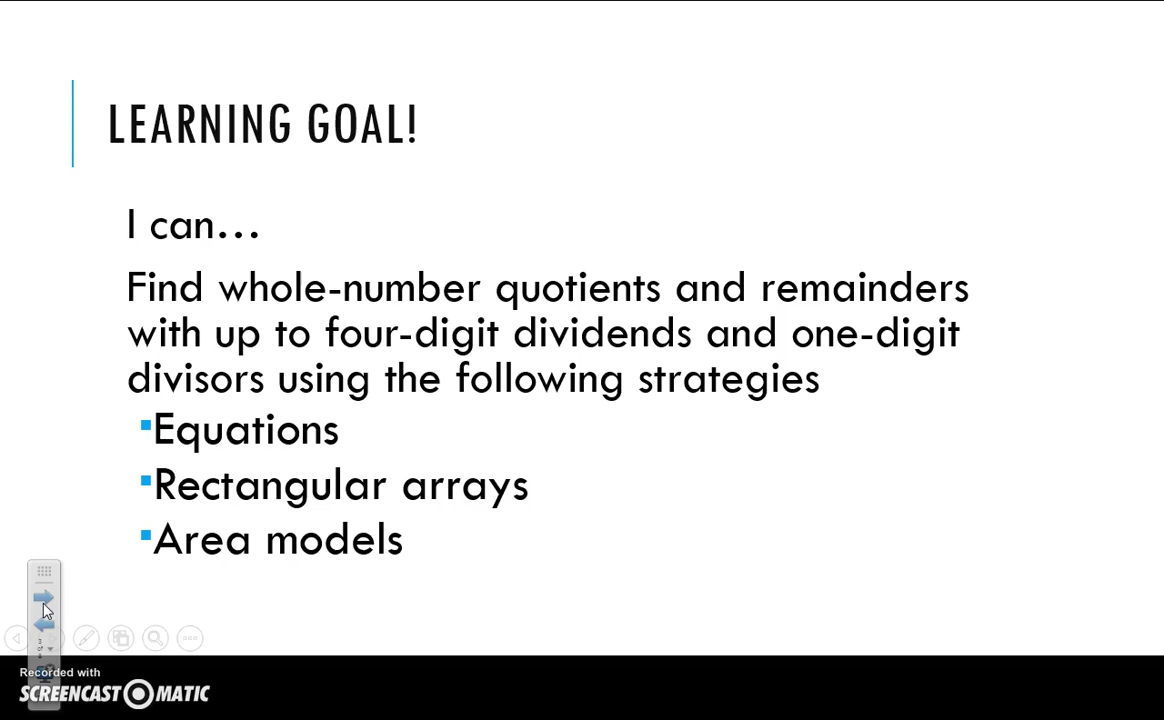 LEARNING GOAL!
I can...
Find whole-number quotients and remainders
with up to four-digit dividends and one-digit
divisors using the following strategies
▪Equations
▪Rectangular arrays
▪Area models
Recorded with
SCREENCAST MATIC